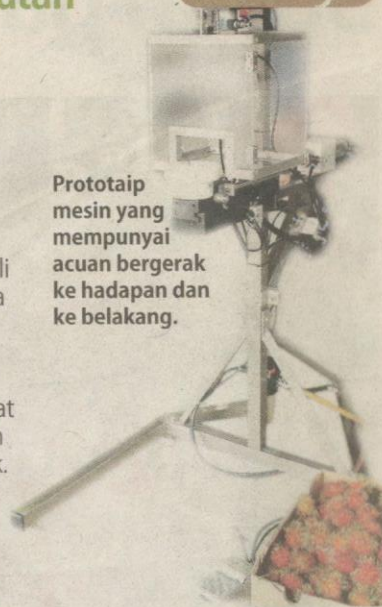 Prototaip
mesin yang
mempunyai
acuan bergerak
ke hadapan dan
ke belakang.